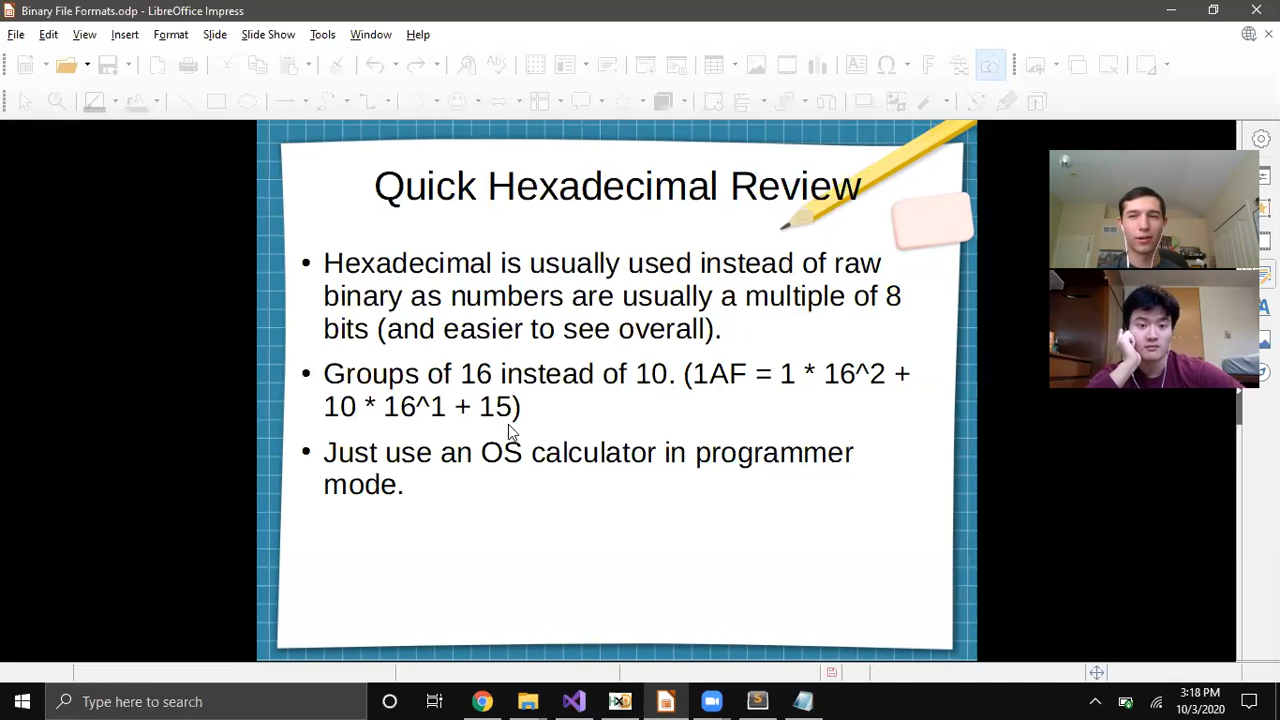 Binary File Formats.odp - LibreOffice Impress
File Edit View Insert Format Slide Slide Show Tools Window Help
Quick Hexadecimal Review
• Hexadecimal is usually used instead of raw
binary as numbers are usually a multiple of 8
bits (and easier to see overall).
• Groups of 16 instead of 10. (1AF = 1 * 16^2 +
10 * 16^1 + 15)
• Just use an OS calculator in programmer
mode.
Type here to search
3:18 PM
10/3/2020